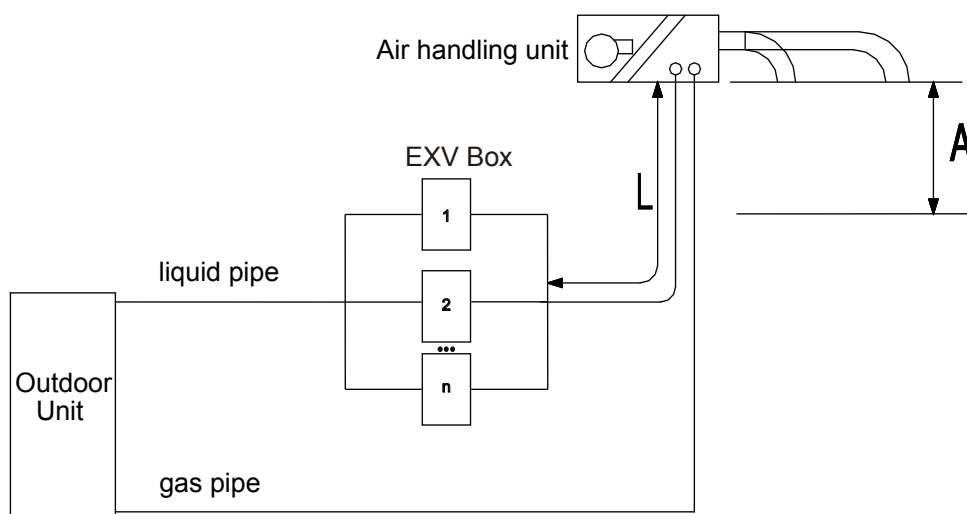 Air handling unit
EXV Box
1
L
A
liquid pipe
2
•••
n
Outdoor
Unit
gas pipe